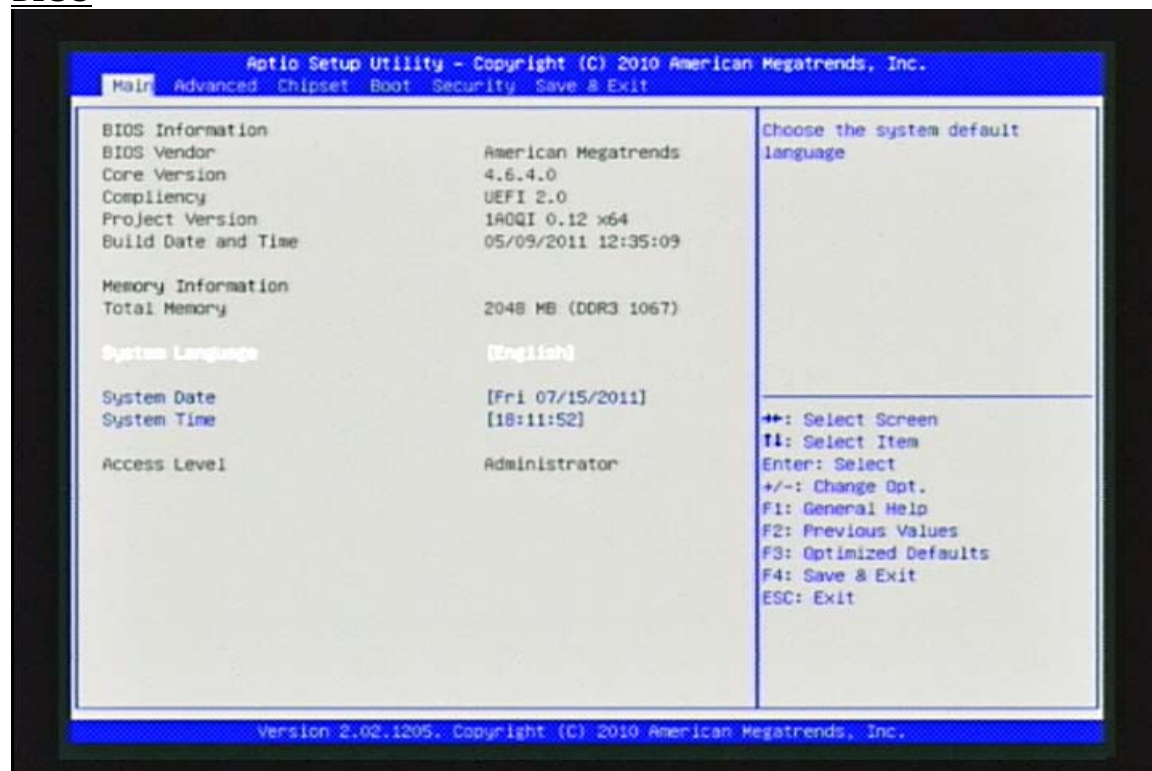 BIOS
Aptio Setup Utility - Copyright (C) 2010 American Megatrends, Inc.
Main Advanced Chipset Boot Security Save & Exit
BIOS Information
BIOS Vendor American Megatrends
Core Version 4.6.4.0
Compliency UEFI 2.0
Project Version 1AOQI 0.12 x64
Build Date and Time 05/09/2011 12:35:09
Memory Information
Total Memory 2048 MB (DDR3 1067)
System Language [English]
System Date [Fri 07/15/2011]
System Time [18:11:52]
Access Level Administrator
Choose the system default
language
→←: Select Screen
↑↓: Select Item
Enter: Select
+/-: Change Opt.
F1: General Help
F2: Previous Values
F3: Optimized Defaults
F4: Save & Exit
ESC: Exit
Version 2.02.1205. Copyright (C) 2010 American Megatrends, Inc.